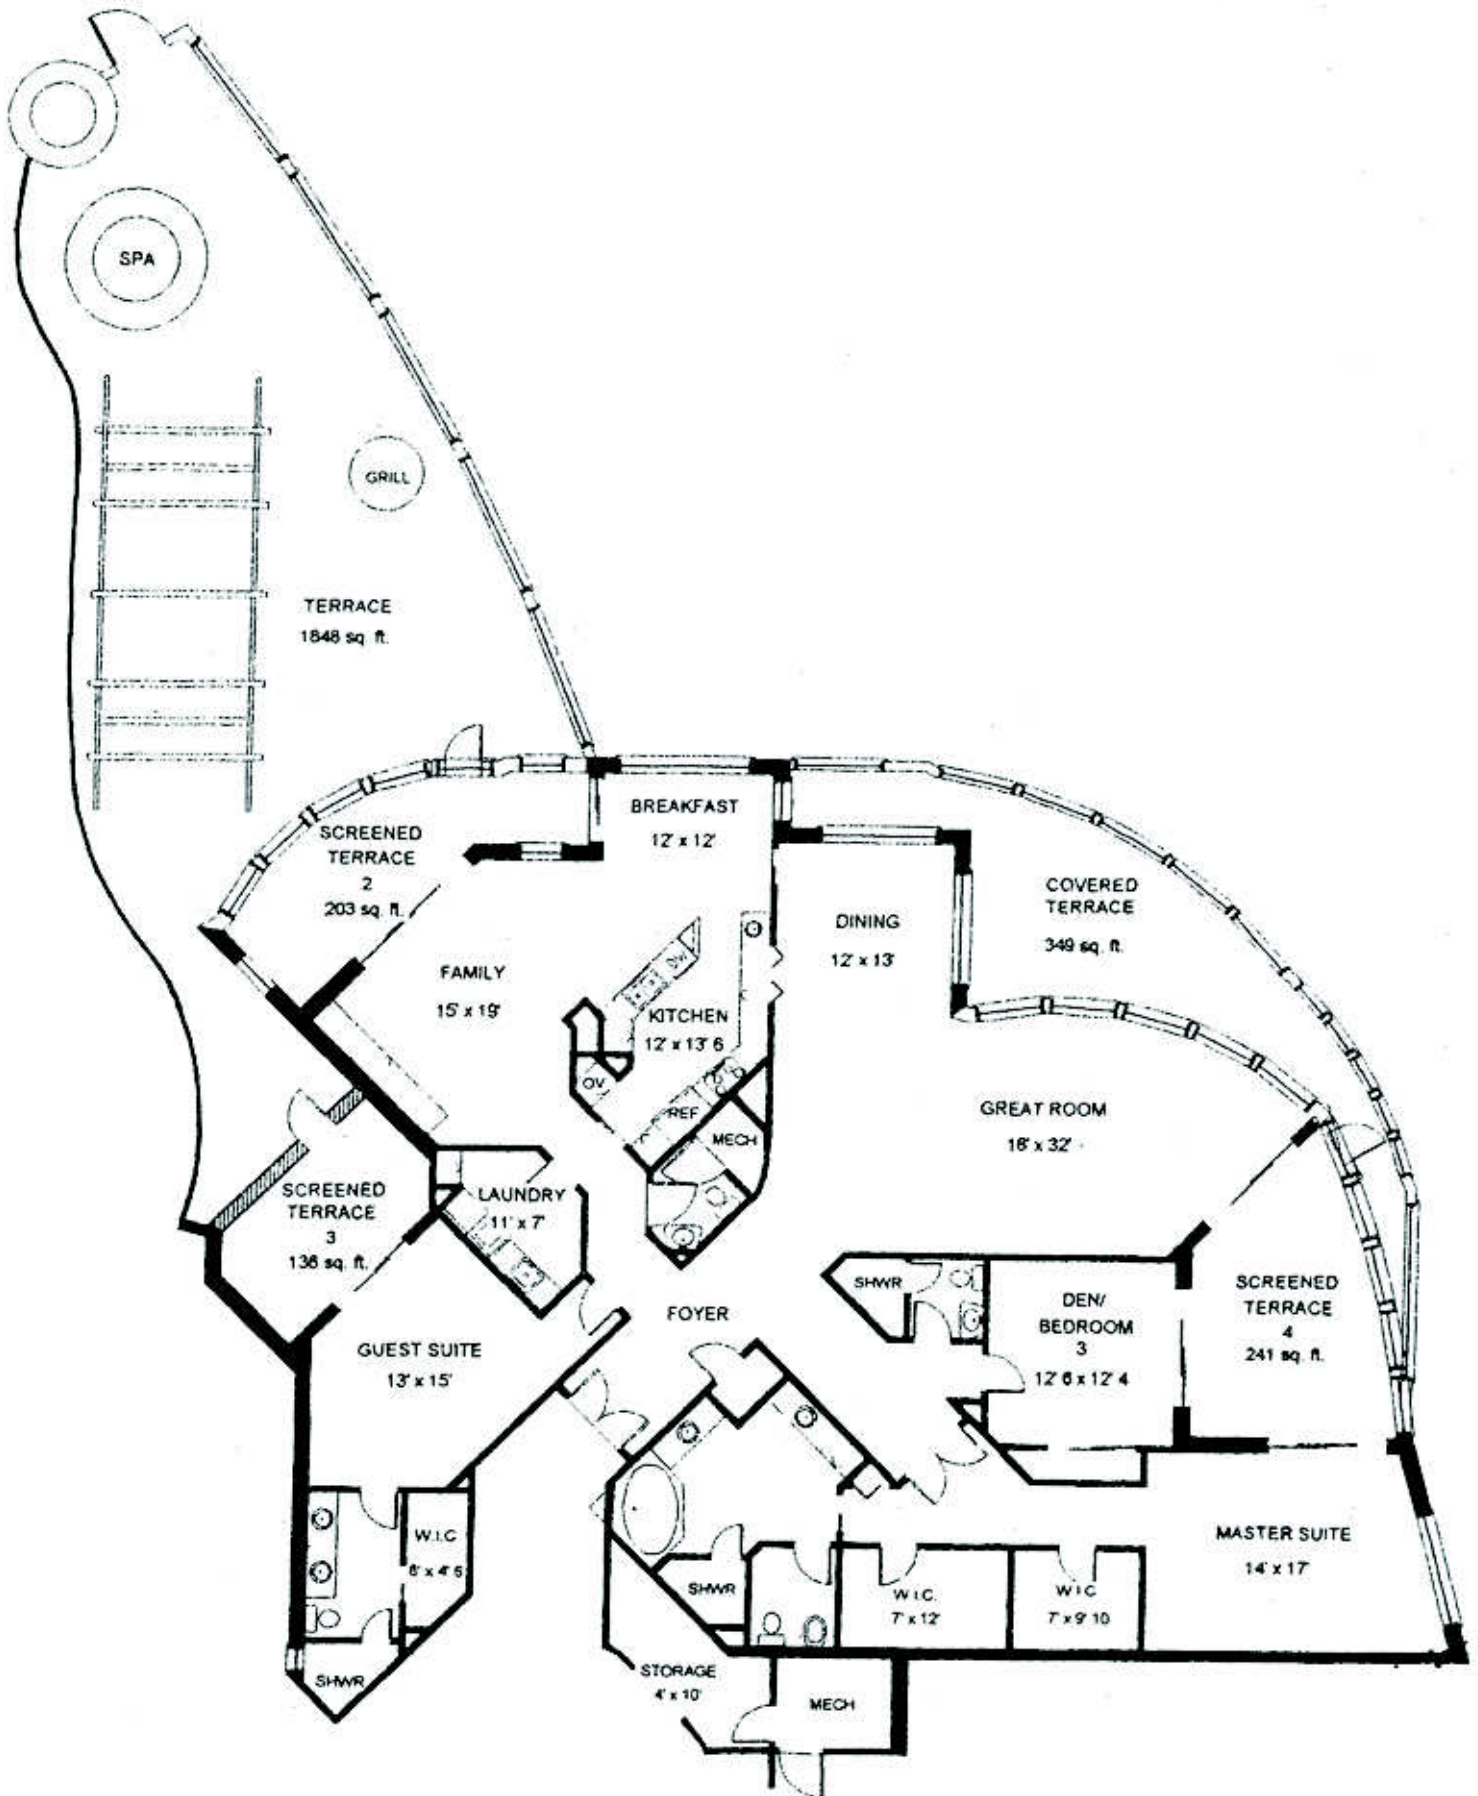 SPA
GRILL
TERRACE
1848 sq. ft.
BREAKFAST
12' x 12'
SCREENED
TERRACE
2
203 sq. ft.
COVERED
TERRACE
349 sq. ft.
DINING
12' x 13'
FAMILY
15' x 19'
DW
KITCHEN
12' x 13' 6
OV
REF
MECH
GREAT ROOM
16' x 32'
SCREENED
TERRACE
3
136 sq. ft.
LAUNDRY
11' x 7'
FOYER
SHWR
DEN/
BEDROOM
3
12' 6 x 12' 4
SCREENED
TERRACE
4
241 sq. ft.
GUEST SUITE
13' x 15'
W.I.C
6' x 4' 6
SHWR
SHWR
W.I.C.
7' x 12'
W I C
7' x 9' 10
MASTER SUITE
14' x 17'
STORAGE
4' x 10'
MECH